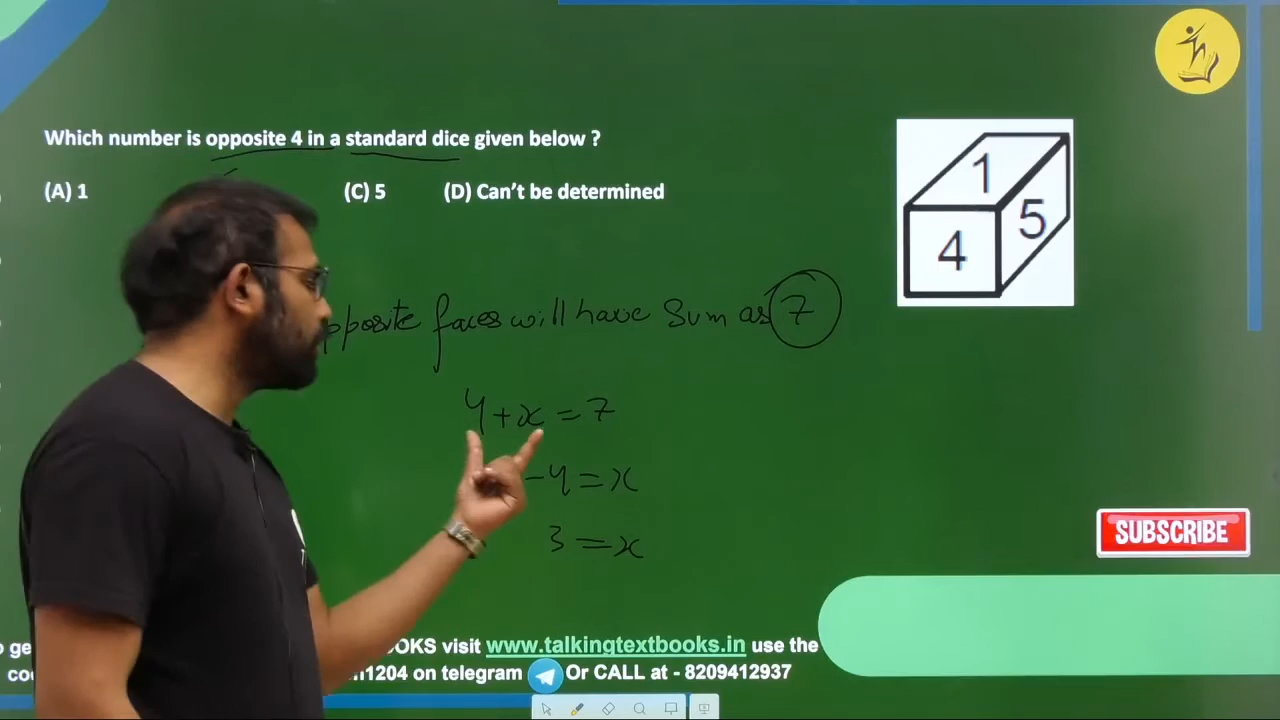 Which number is opposite 4 in a standard dice given below ?
(A) 1 (C) 5 (D) Can't be determined
1
5
4
pposite faces will have Sum as 7
4+x=7
-4=x
3=x
SUBSCRIBE
OKS visit www.talkingtextbooks.in use the
1204 on telegram Or CALL at - 8209412937